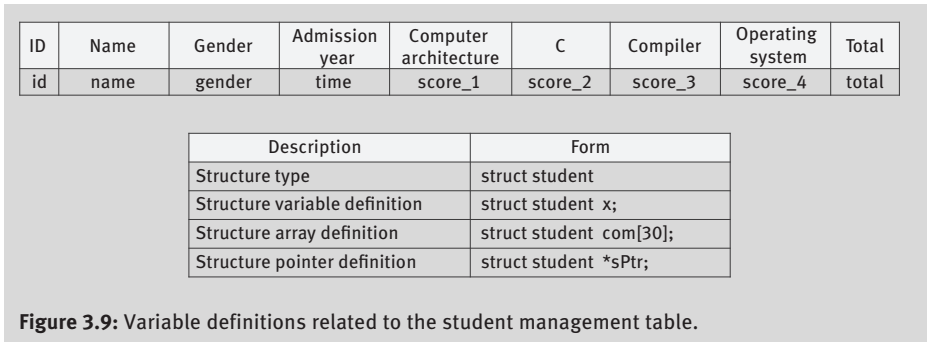 ID Name Gender Admission year Computer architecture C Compiler Operating system Total
id name gender time score_1 score_2 score_3 score_4 total
Description Form
Structure type struct student
Structure variable definition struct student x;
Structure array definition struct student com[30];
Structure pointer definition struct student *sPtr;
Figure 3.9: Variable definitions related to the student management table.